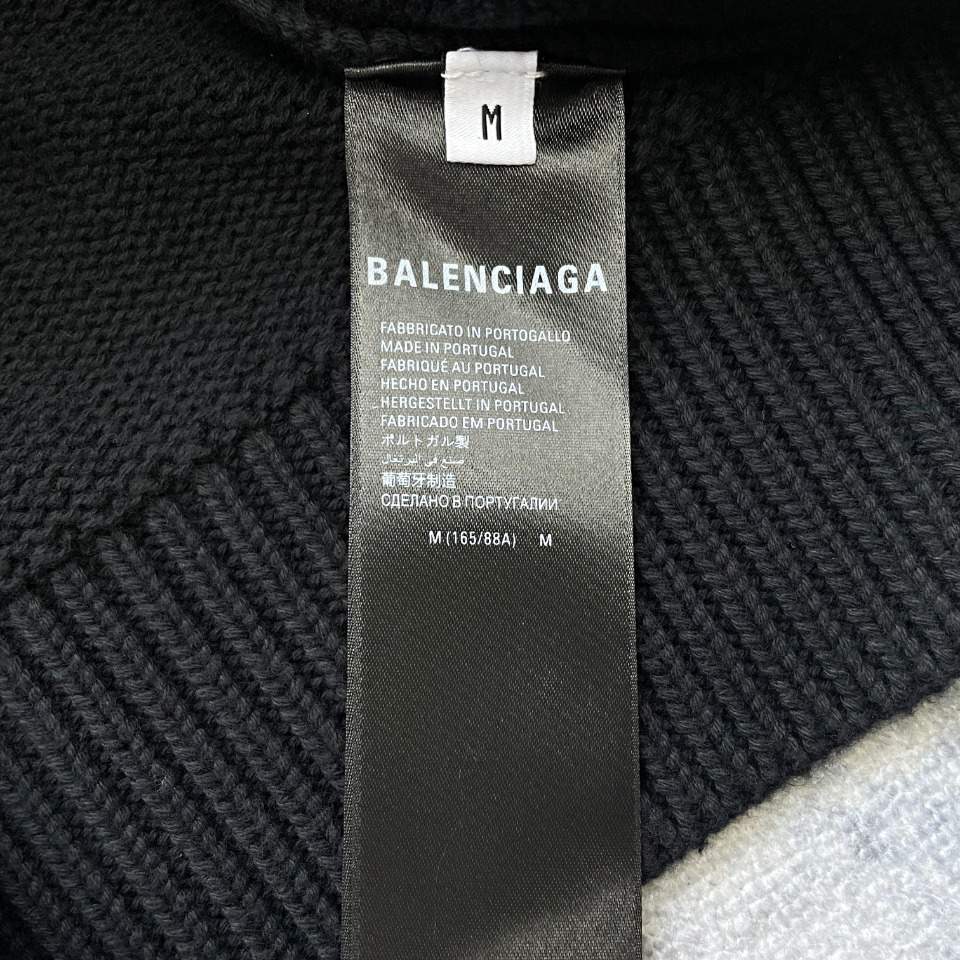 M
BALENCIAGA
FABBRICATO IN PORTOGALLO
MADE IN PORTUGAL
FABRIQUÉ AU PORTUGAL
HECHO EN PORTUGAL
HERGESTELLT IN PORTUGAL
FABRICADO EM PORTUGAL
ポルトガル製
صنع في البرتغال
葡萄牙制造
СДЕЛАНО В ПОРТУГАЛИИ
M (165/88A) M